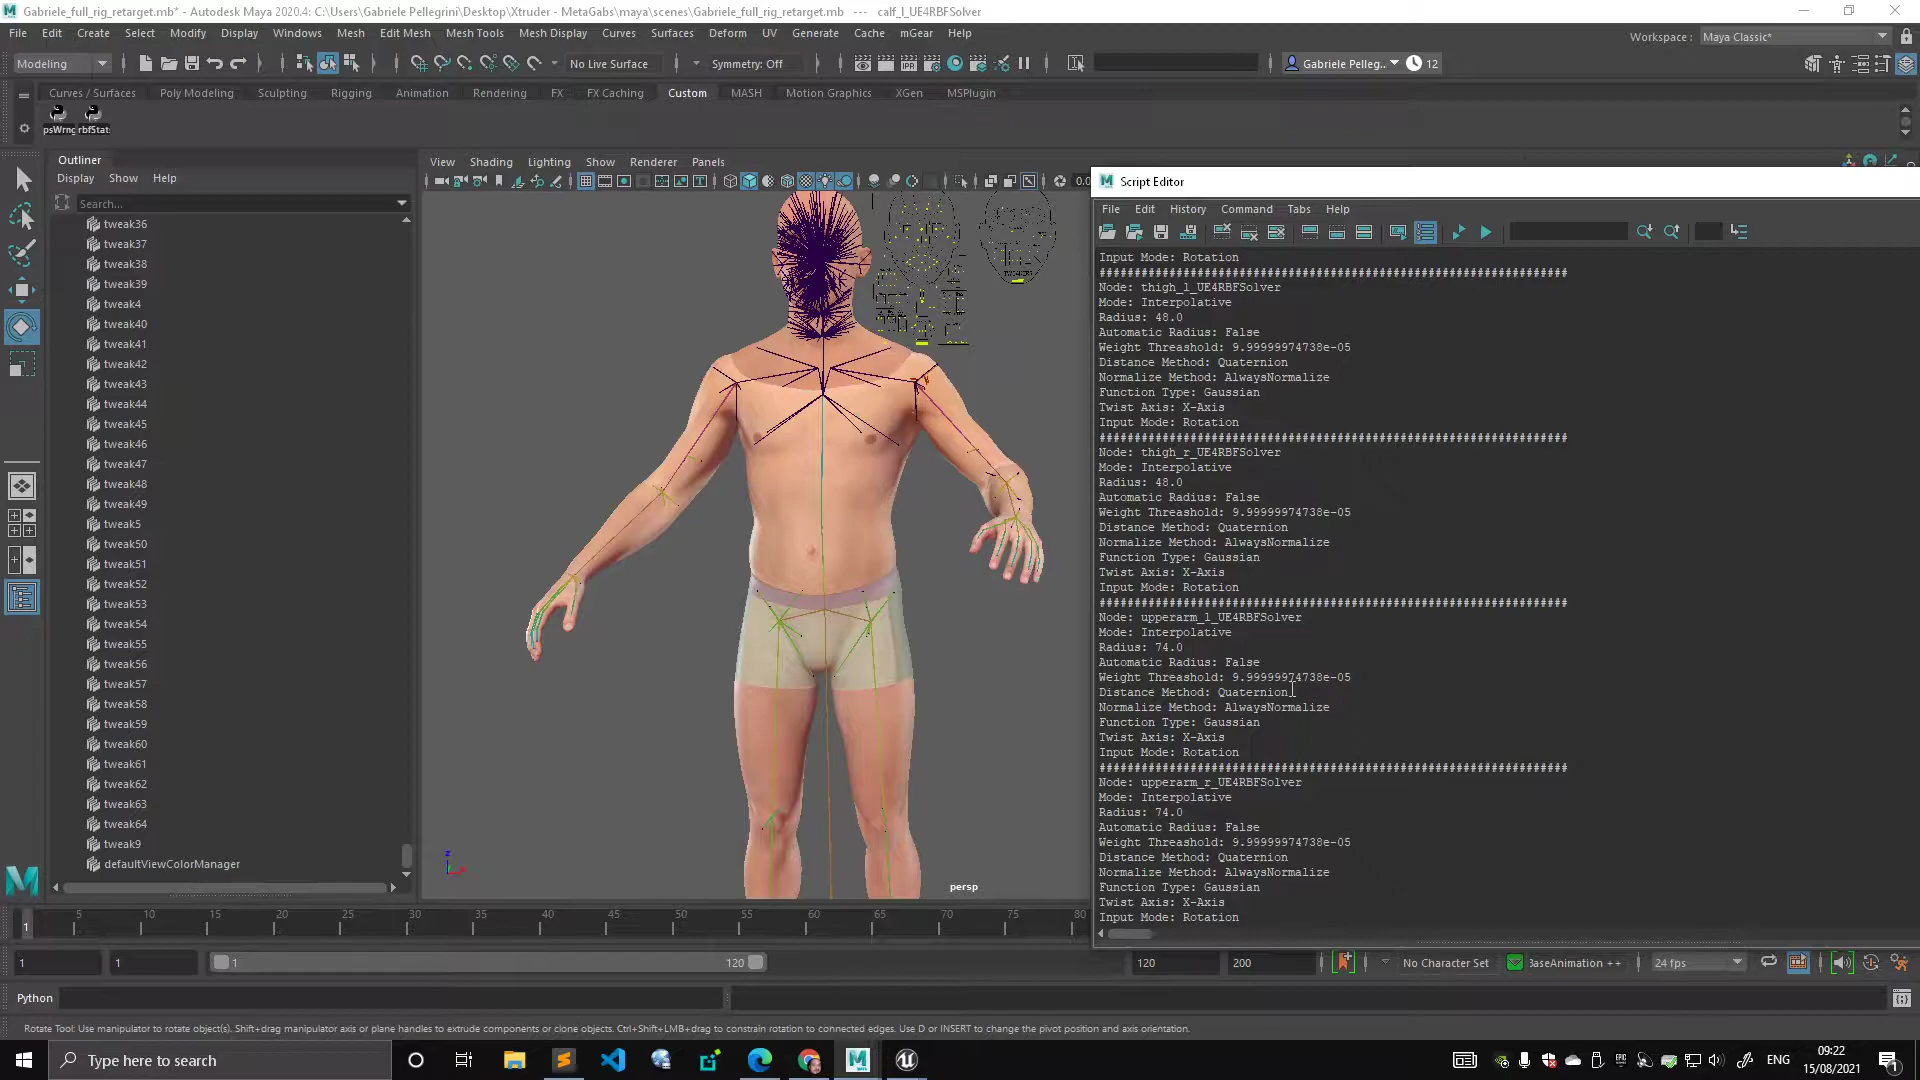 Gabriele_full_rig_retarget.mb* - Autodesk Maya 2020.4: C:\Users\Gabriele Pellegrini\Desktop\Xtruder - MetaGabs\maya\scenes\Gabriele_full_rig_retarget.mb --- calf_l_UE4RBFSolver
File Edit Create Select Modify Display Windows Mesh Edit Mesh Mesh Tools Mesh Display Curves Surfaces Deform UV Generate Cache mGear Help
Workspace : Maya Classic*
Modeling No Live Surface Symmetry: Off Gabriele Pelleg.. 12
Curves / Surfaces Poly Modeling Sculpting Rigging Animation Rendering FX FX Caching Custom MASH Motion Graphics XGen MSPlugin
psWrng rbfStat:
Outliner
Display Show Help
Search...
tweak36
tweak37
tweak38
tweak39
tweak4
tweak40
tweak41
tweak42
tweak43
tweak44
tweak45
tweak46
tweak47
tweak48
tweak49
tweak5
tweak50
tweak51
tweak52
tweak53
tweak54
tweak55
tweak56
tweak57
tweak58
tweak59
tweak60
tweak61
tweak62
tweak63
tweak64
tweak9
defaultViewColorManager
View Shading Lighting Show Renderer Panels
0.0
persp
Script Editor
File Edit History Command Tabs Help
Input Mode: Rotation
###################################################################
Node: thigh_l_UE4RBFSolver
Mode: Interpolative
Radius: 48.0
Automatic Radius: False
Weight Threshold: 9.99999974738e-05
Distance Method: Quaternion
Normalize Method: AlwaysNormalize
Function Type: Gaussian
Twist Axis: X-Axis
Input Mode: Rotation
###################################################################
Node: thigh_r_UE4RBFSolver
Mode: Interpolative
Radius: 48.0
Automatic Radius: False
Weight Threshold: 9.99999974738e-05
Distance Method: Quaternion
Normalize Method: AlwaysNormalize
Function Type: Gaussian
Twist Axis: X-Axis
Input Mode: Rotation
###################################################################
Node: upperarm_l_UE4RBFSolver
Mode: Interpolative
Radius: 74.0
Automatic Radius: False
Weight Threshold: 9.99999974738e-05
Distance Method: Quaternion
Normalize Method: AlwaysNormalize
Function Type: Gaussian
Twist Axis: X-Axis
Input Mode: Rotation
###################################################################
Node: upperarm_r_UE4RBFSolver
Mode: Interpolative
Radius: 74.0
Automatic Radius: False
Weight Threshold: 9.99999974738e-05
Distance Method: Quaternion
Normalize Method: AlwaysNormalize
Function Type: Gaussian
Twist Axis: X-Axis
Input Mode: Rotation
1 5 10 15 20 25 30 35 40 45 50 55 60 65 70 75 80
1 1 1 120 120 200 No Character Set BaseAnimation ++ 24 fps
Python
Rotate Tool: Use manipulator to rotate object(s). Shift+drag manipulator axis or plane handles to extrude components or clone objects. Ctrl+Shift+LMB+drag to constrain rotation to connected edges. Use D or INSERT to change the pivot position and axis orientation.
Type here to search
ENG
09:22
15/08/2021
1